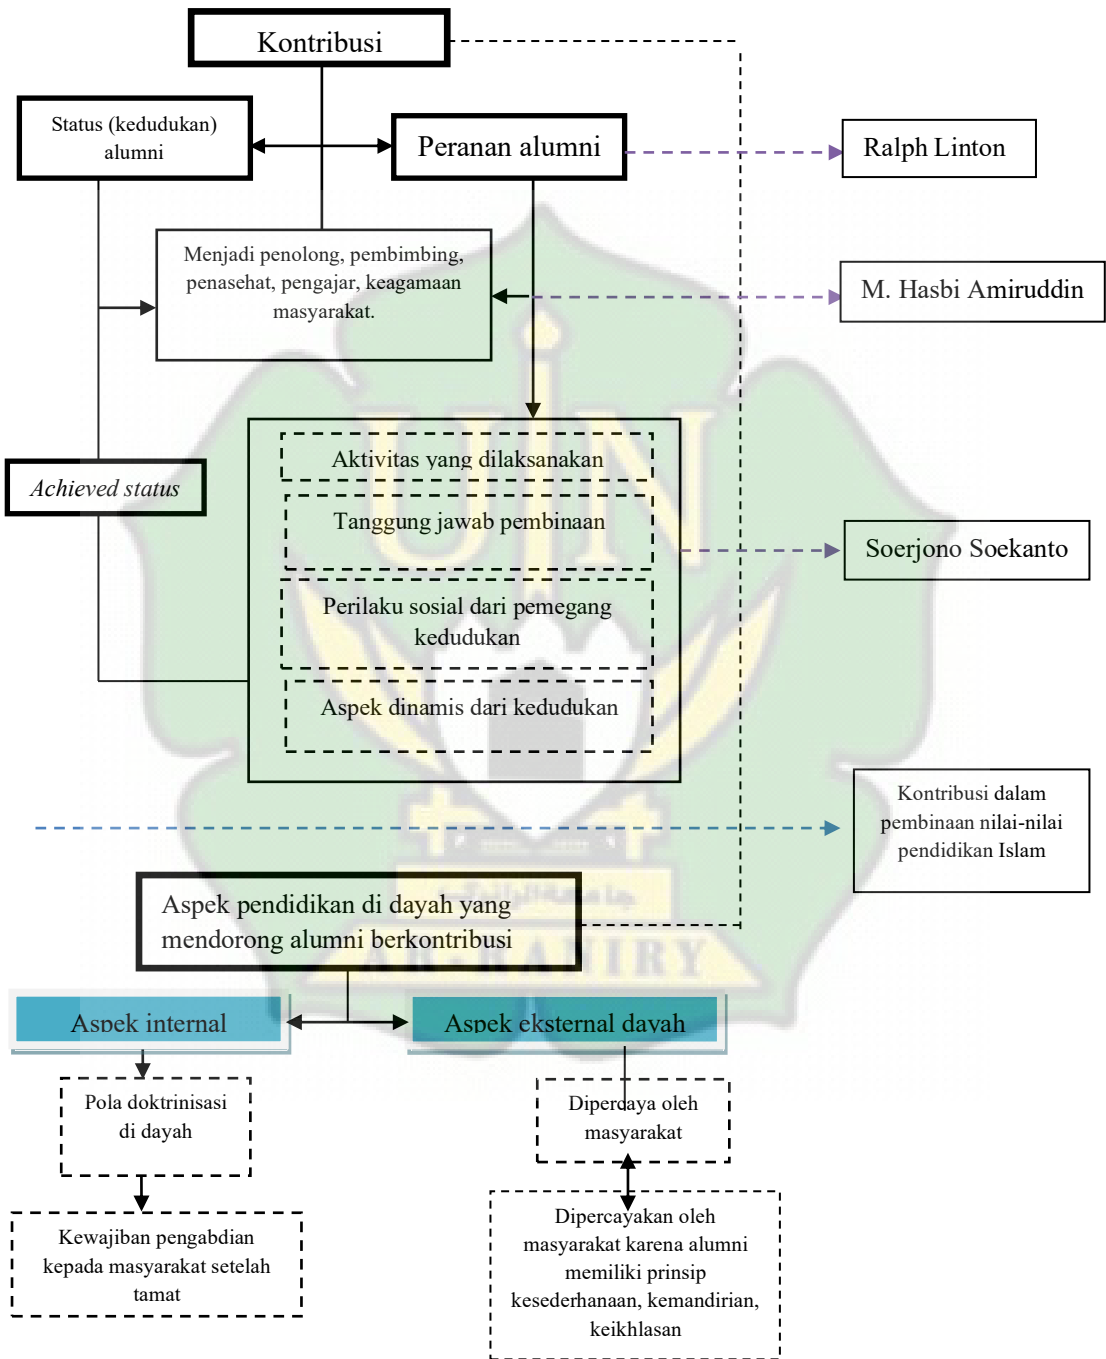 Kontribusi
Status (kedudukan)
alumni
Peranan alumni
Ralph Linton
Menjadi penolong, pembimbing,
penasehat, pengajar, keagamaan
masyarakat.
M. Hasbi Amiruddin
Aktivitas yang dilaksanakan
Achieved status
Tanggung jawab pembinaan
Soerjono Soekanto
Perilaku sosial dari pemegang
kedudukan
Aspek dinamis dari kedudukan
Kontribusi dalam
pembinaan nilai-nilai
pendidikan Islam
Aspek pendidikan di dayah yang
mendorong alumni berkontribusi
Aspek internal
Aspek eksternal dayah
Pola doktrinisasi
di dayah
Dipercaya oleh
masyarakat
Kewajiban pengabdian
kepada masyarakat setelah
tamat
Dipercayakan oleh
masyarakat karena alumni
memiliki prinsip
kesederhanaan, kemandirian,
keikhlasan
UIN
AR-RANIRY